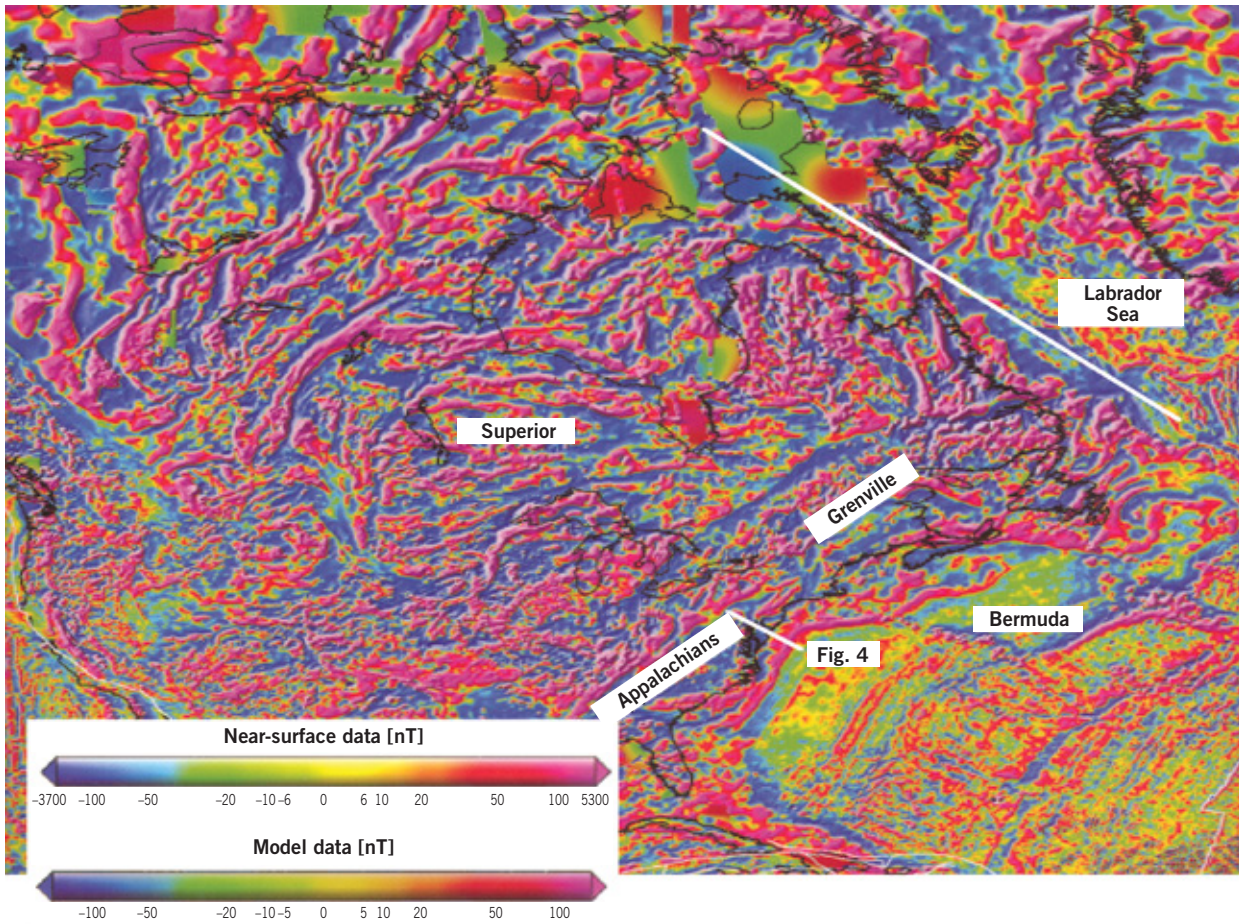 Labrador
Sea
Superior
Grenville
Bermuda
Appalachians
Fig. 4
Near-surface data [nT]
–3700 –100 –50 –20 –10 –6 0 6 10 20 50 100 5300
Model data [nT]
–100 –50 –20 –10 –5 0 5 10 20 50 100